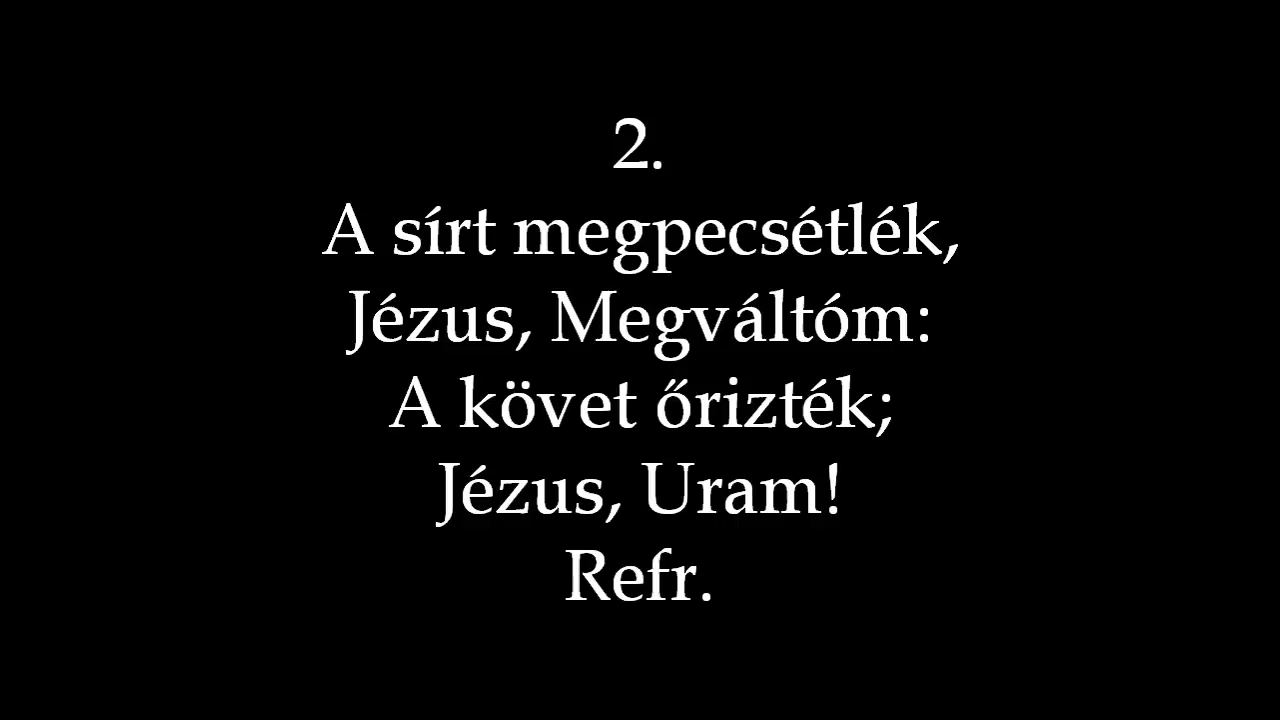 2.
A sírt megpecsétlék,
Jézus, Megváltóm:
A követ őrizték;
Jézus, Uram!
Refr.